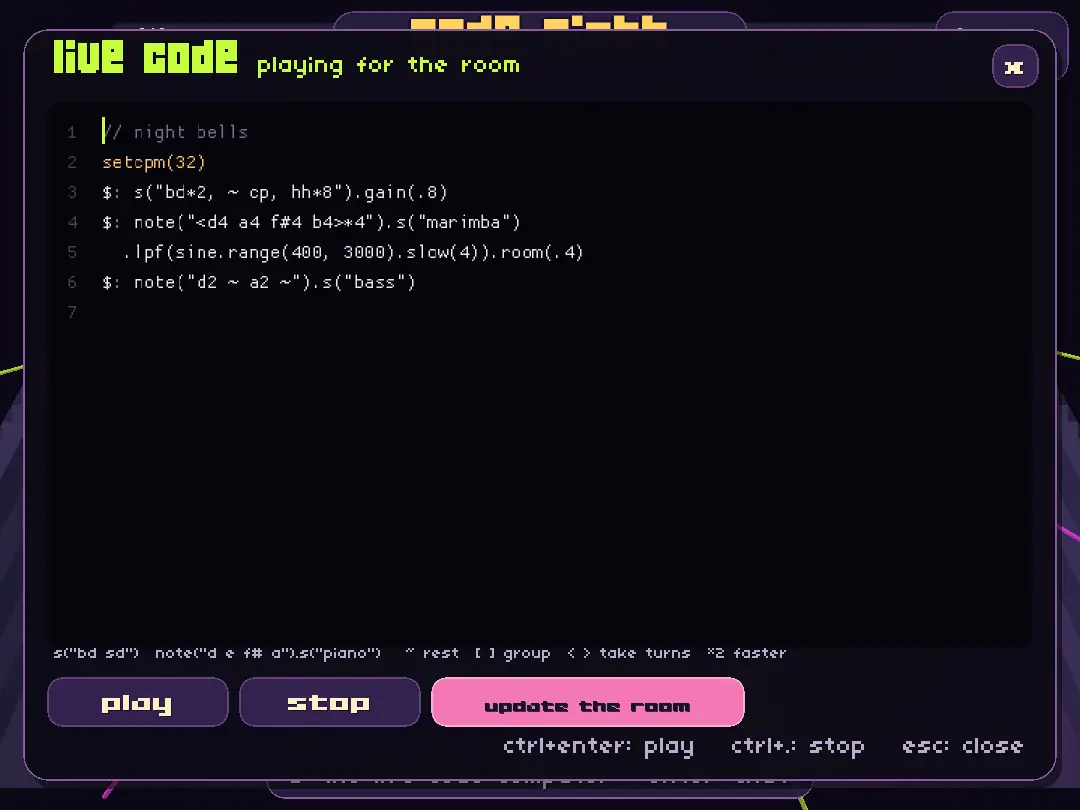 live code playing for the room
x
1 // night bells
2 setcpm(32)
3 $: s("bd*2, ~ cp, hh*8").gain(.8)
4 $: note("<d4 a4 f#4 b4>*4").s("marimba")
5 .lpf(sine.range(400, 3000).slow(4)).room(.4)
6 $: note("d2 ~ a2 ~").s("bass")
7
s("bd sd") note("d e f# a").s("piano") ~ rest [ ] group < > take turns *2 faster
play stop update the room
ctrl+enter: play ctrl+.: stop esc: close